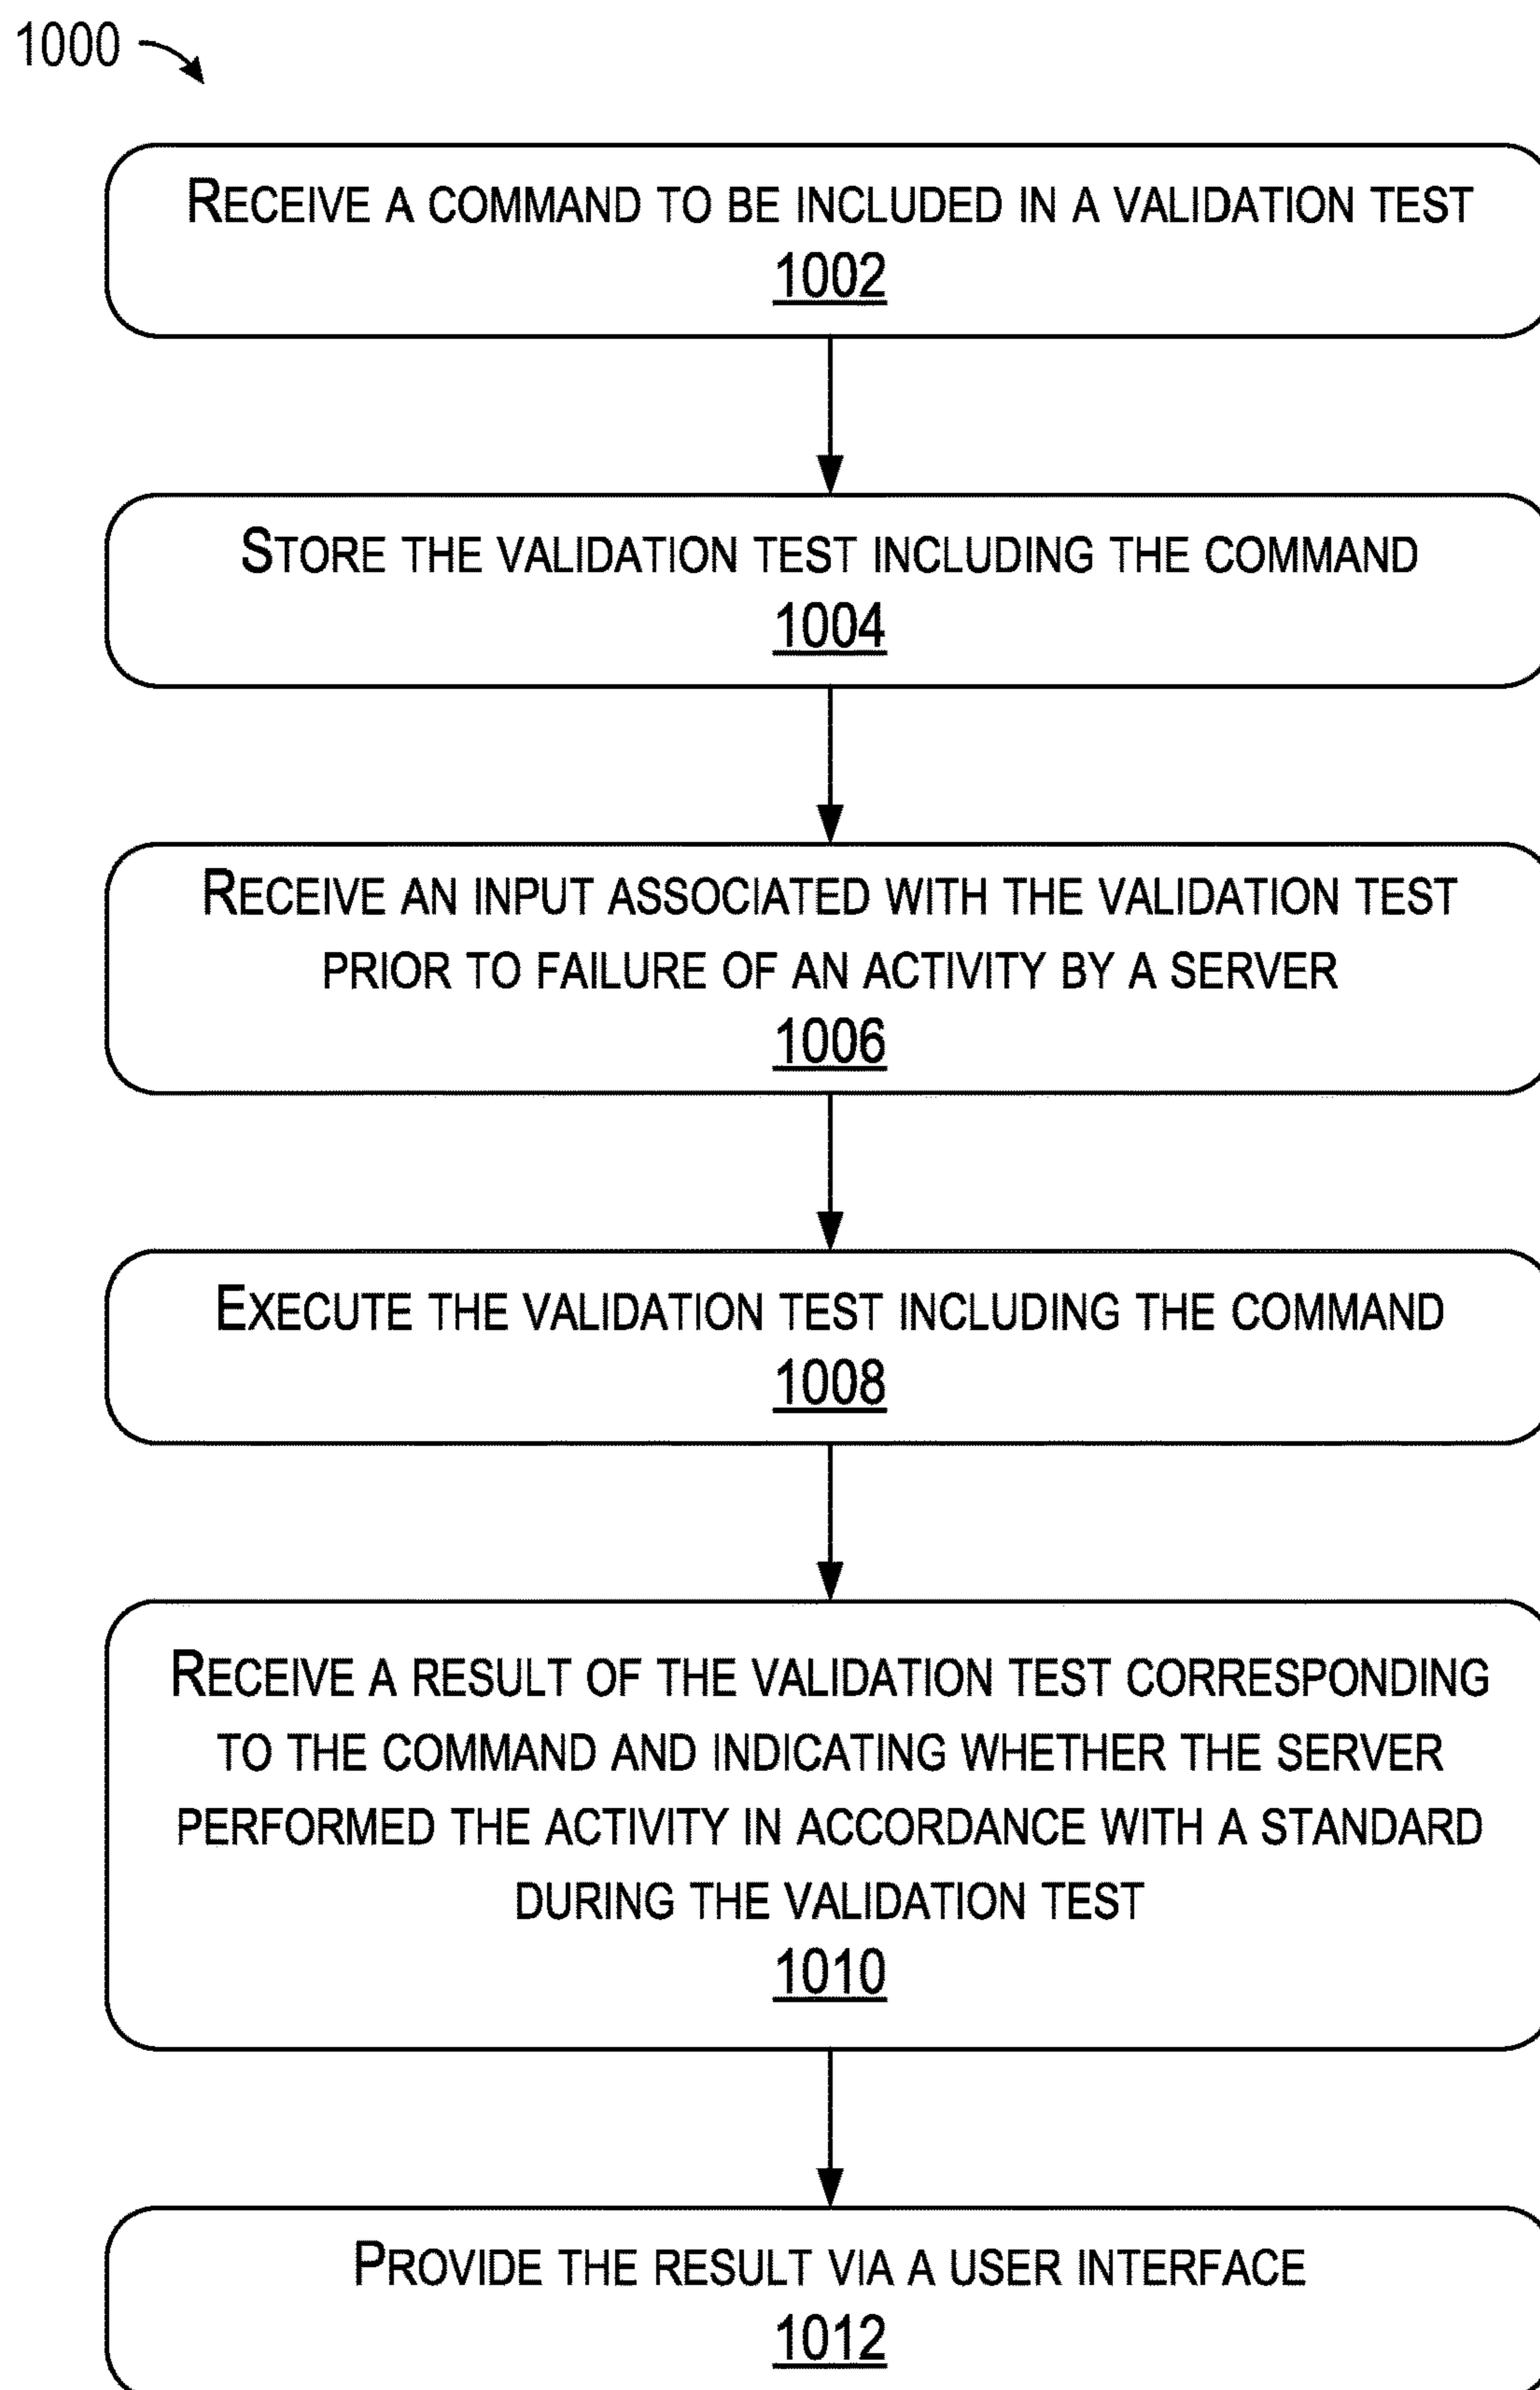 1000
RECEIVE A COMMAND TO BE INCLUDED IN A VALIDATION TEST
1002
STORE THE VALIDATION TEST INCLUDING THE COMMAND
1004
RECEIVE AN INPUT ASSOCIATED WITH THE VALIDATION TEST
PRIOR TO FAILURE OF AN ACTIVITY BY A SERVER
1006
EXECUTE THE VALIDATION TEST INCLUDING THE COMMAND
1008
RECEIVE A RESULT OF THE VALIDATION TEST CORRESPONDING
TO THE COMMAND AND INDICATING WHETHER THE SERVER
PERFORMED THE ACTIVITY IN ACCORDANCE WITH A STANDARD
DURING THE VALIDATION TEST
1010
PROVIDE THE RESULT VIA A USER INTERFACE
1012